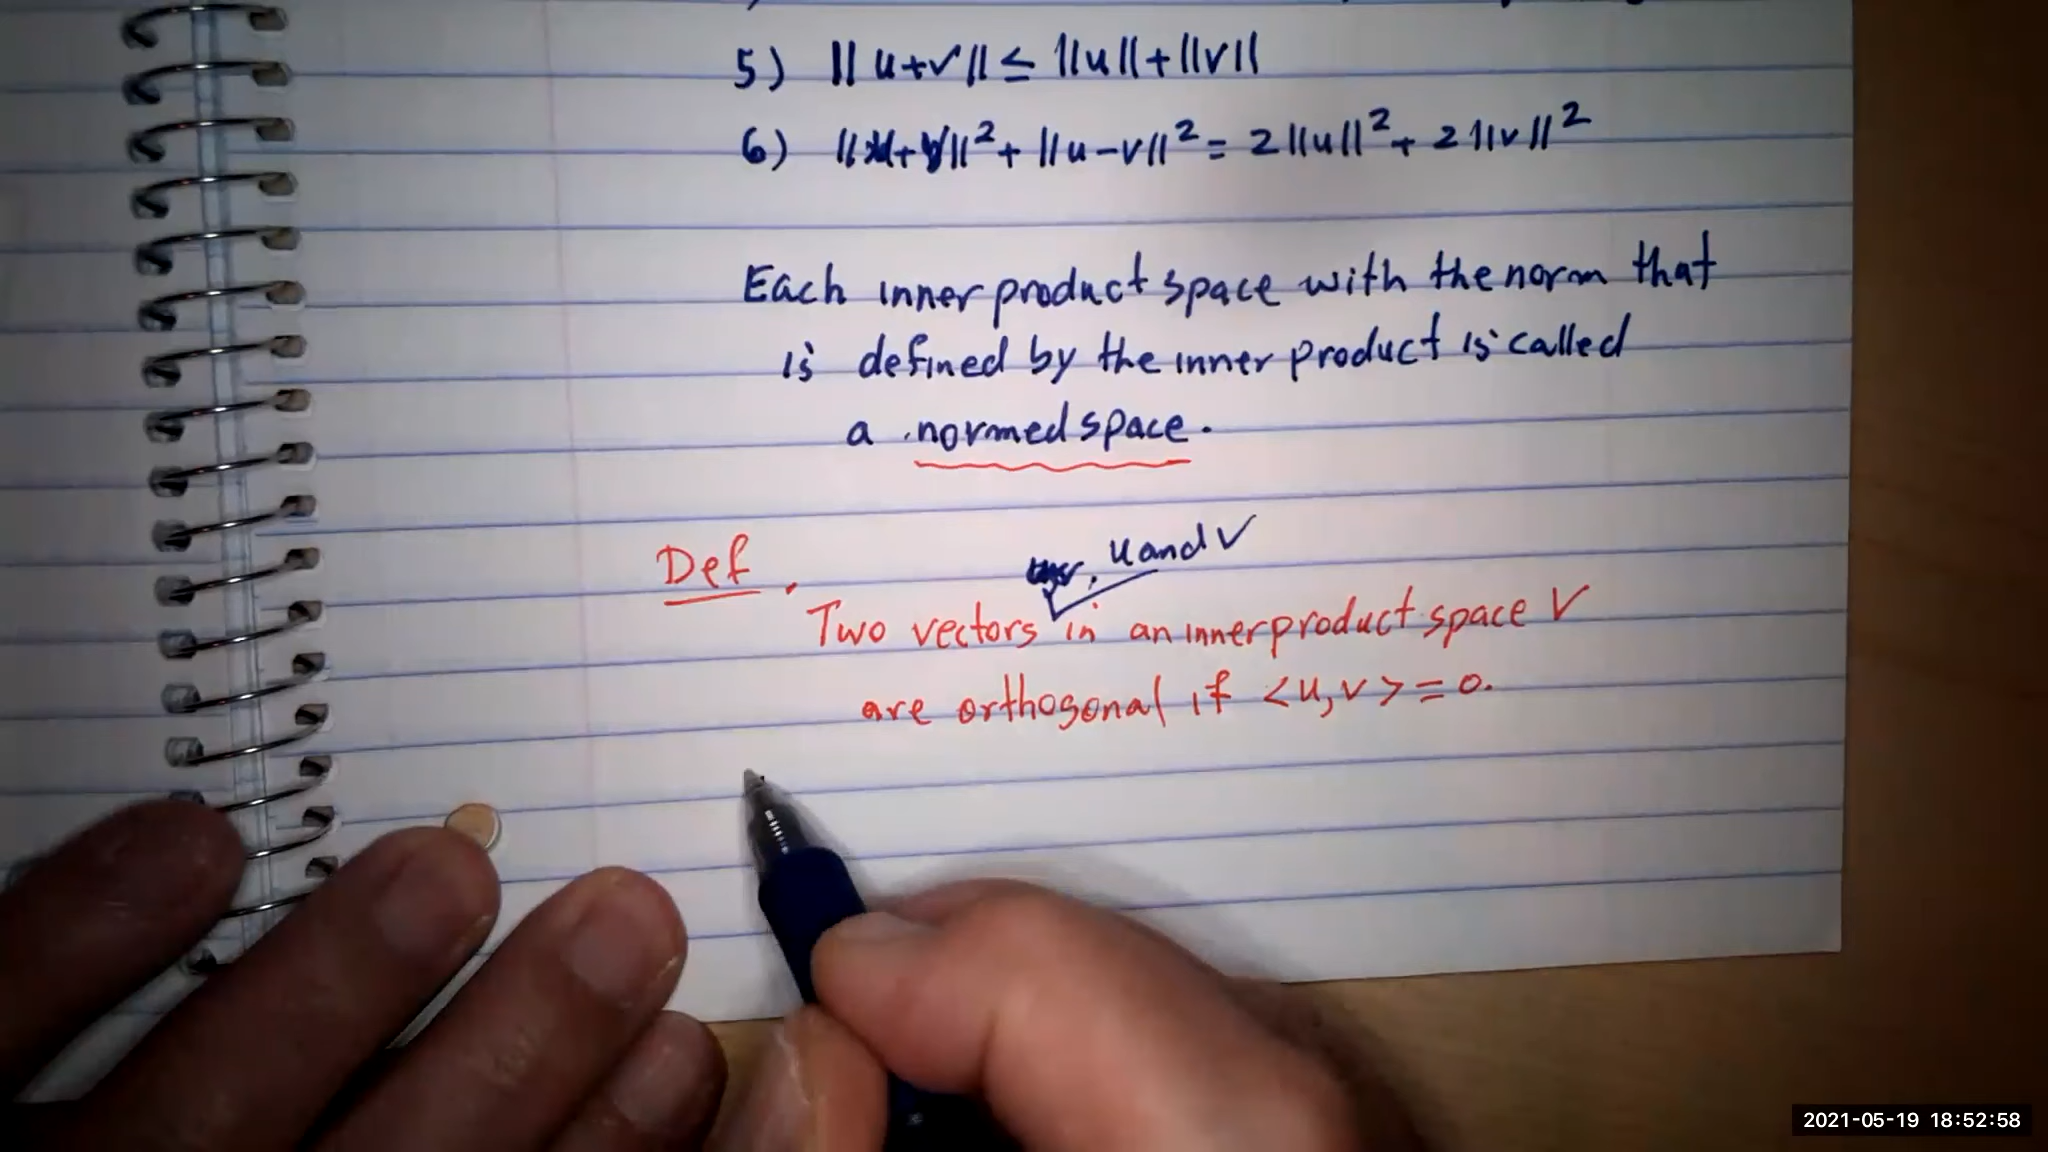 5) ||u+v|| ≤ ||u||+||v||
6) ||u+v||²+ ||u-v||² = 2||u||² + 2||v||²
Each inner product space with the norm that
is defined by the inner product is called
a normed space.
Def.
u and v
Two vectors in an inner product space V
are orthogonal if <u,v>=0.
2021-05-19 18:52:58